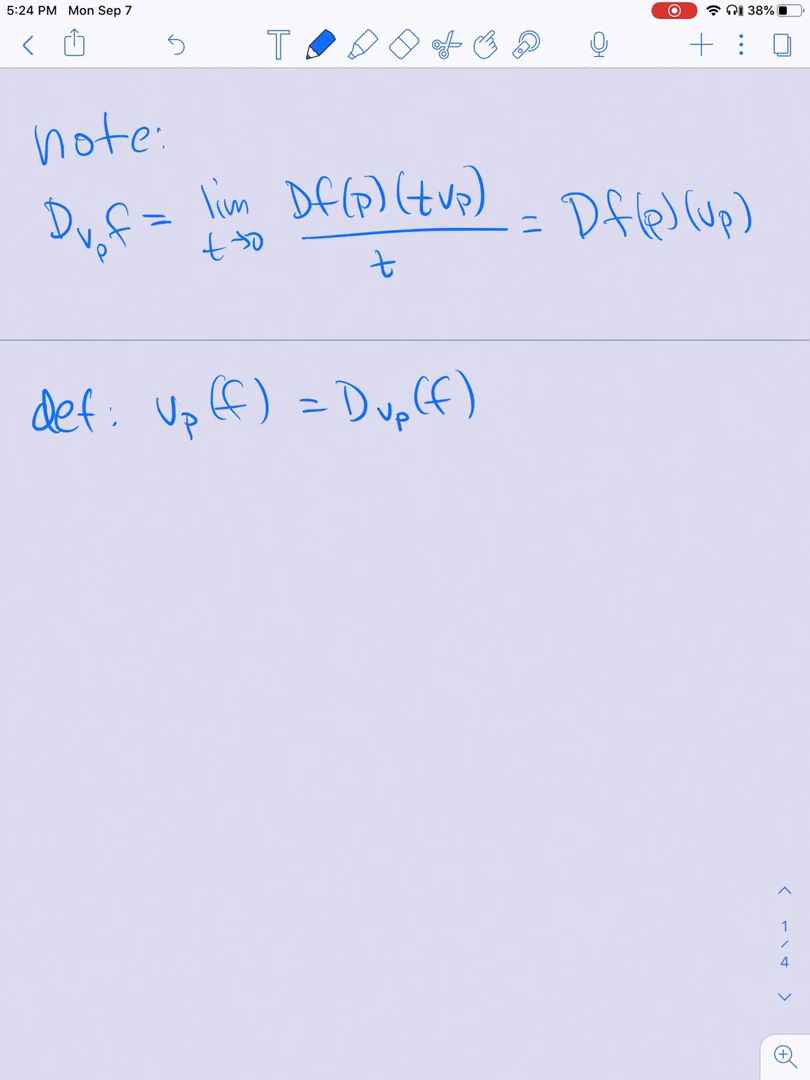 5:24 PM Mon Sep 7 38%
T
note:
D_{v_p} f = lim_{t→0} Df(p)(tv_p) / t = Df(p)(v_p)
def: v_p(f) = D_{v_p}(f)
1
/
4